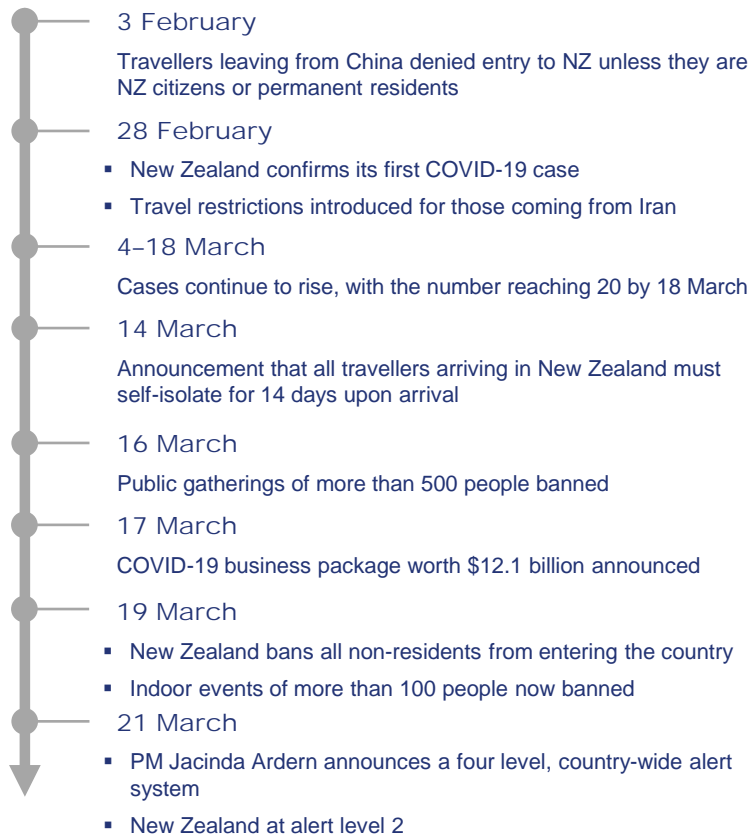 3 February
Travellers leaving from China denied entry to NZ unless they are
NZ citizens or permanent residents
28 February
▪ New Zealand confirms its first COVID-19 case
▪ Travel restrictions introduced for those coming from Iran
4–18 March
Cases continue to rise, with the number reaching 20 by 18 March
14 March
Announcement that all travellers arriving in New Zealand must
self-isolate for 14 days upon arrival
16 March
Public gatherings of more than 500 people banned
17 March
COVID-19 business package worth $12.1 billion announced
19 March
▪ New Zealand bans all non-residents from entering the country
▪ Indoor events of more than 100 people now banned
21 March
▪ PM Jacinda Ardern announces a four level, country-wide alert
system
▪ New Zealand at alert level 2